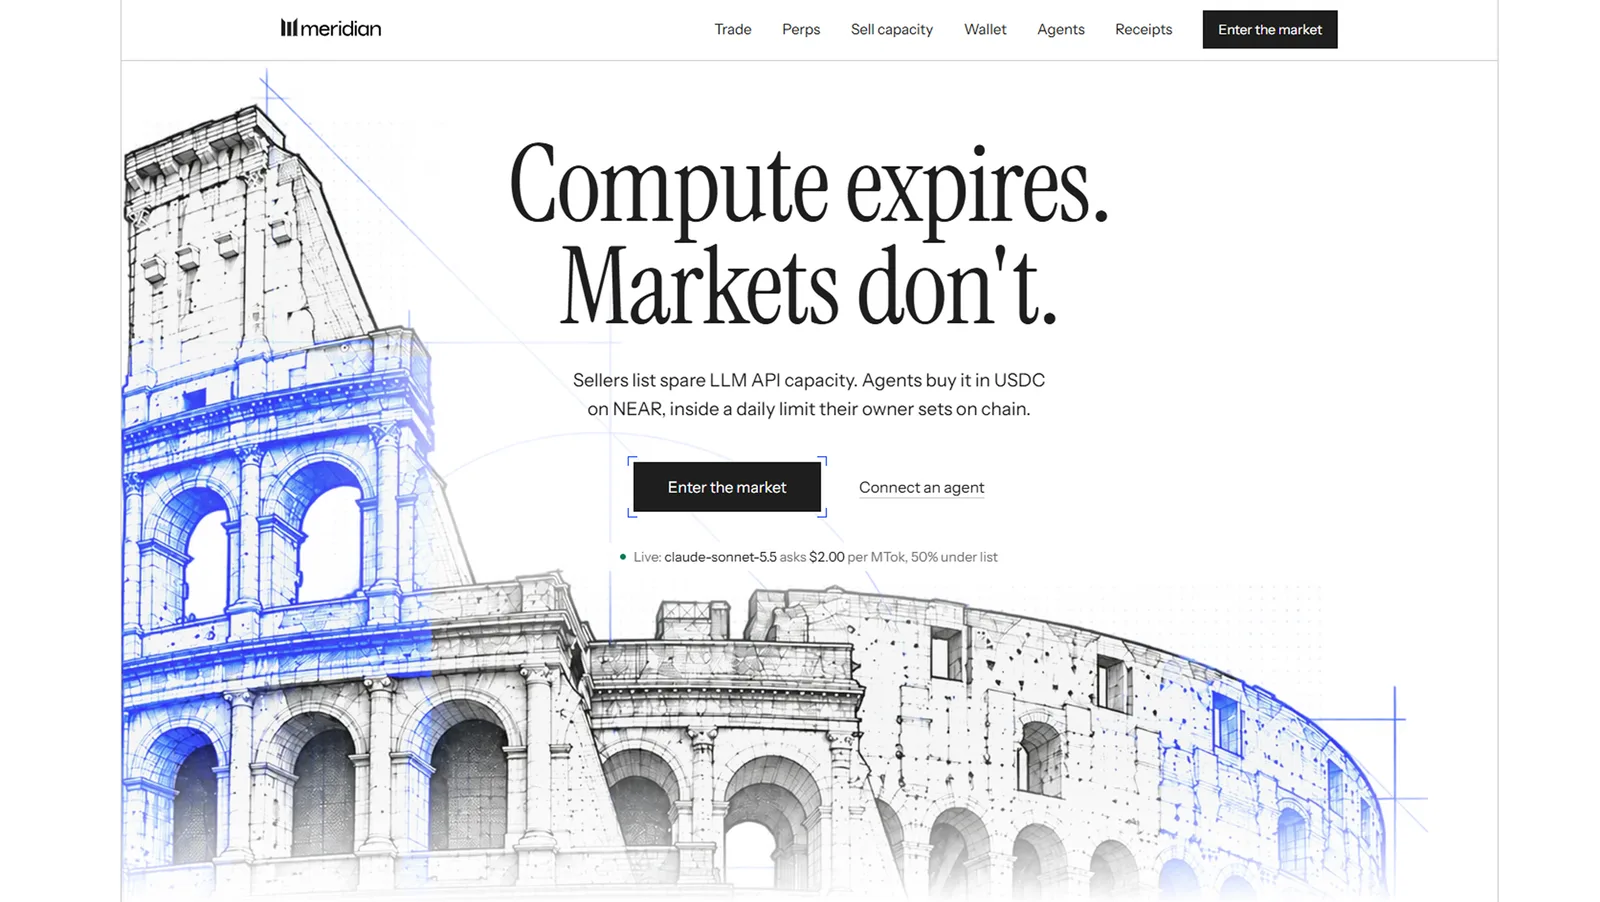 meridian
Trade
Perps
Sell capacity
Wallet
Agents
Receipts
Enter the market
Compute expires.
Markets don't.
Sellers list spare LLM API capacity. Agents buy it in USDC
on NEAR, inside a daily limit their owner sets on chain.
Enter the market
Connect an agent
Live: claude-sonnet-5.5 asks $2.00 per MTok, 50% under list